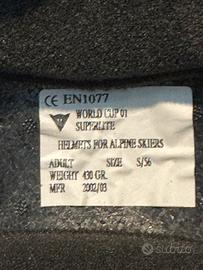 CE EN1077
WORLD CUP 01
SUPERLITE
HELMETS FOR ALPINE SKIERS
ADULT SIZE S/56
WEIGHT 430 GR.
MFR 2002/03
subito